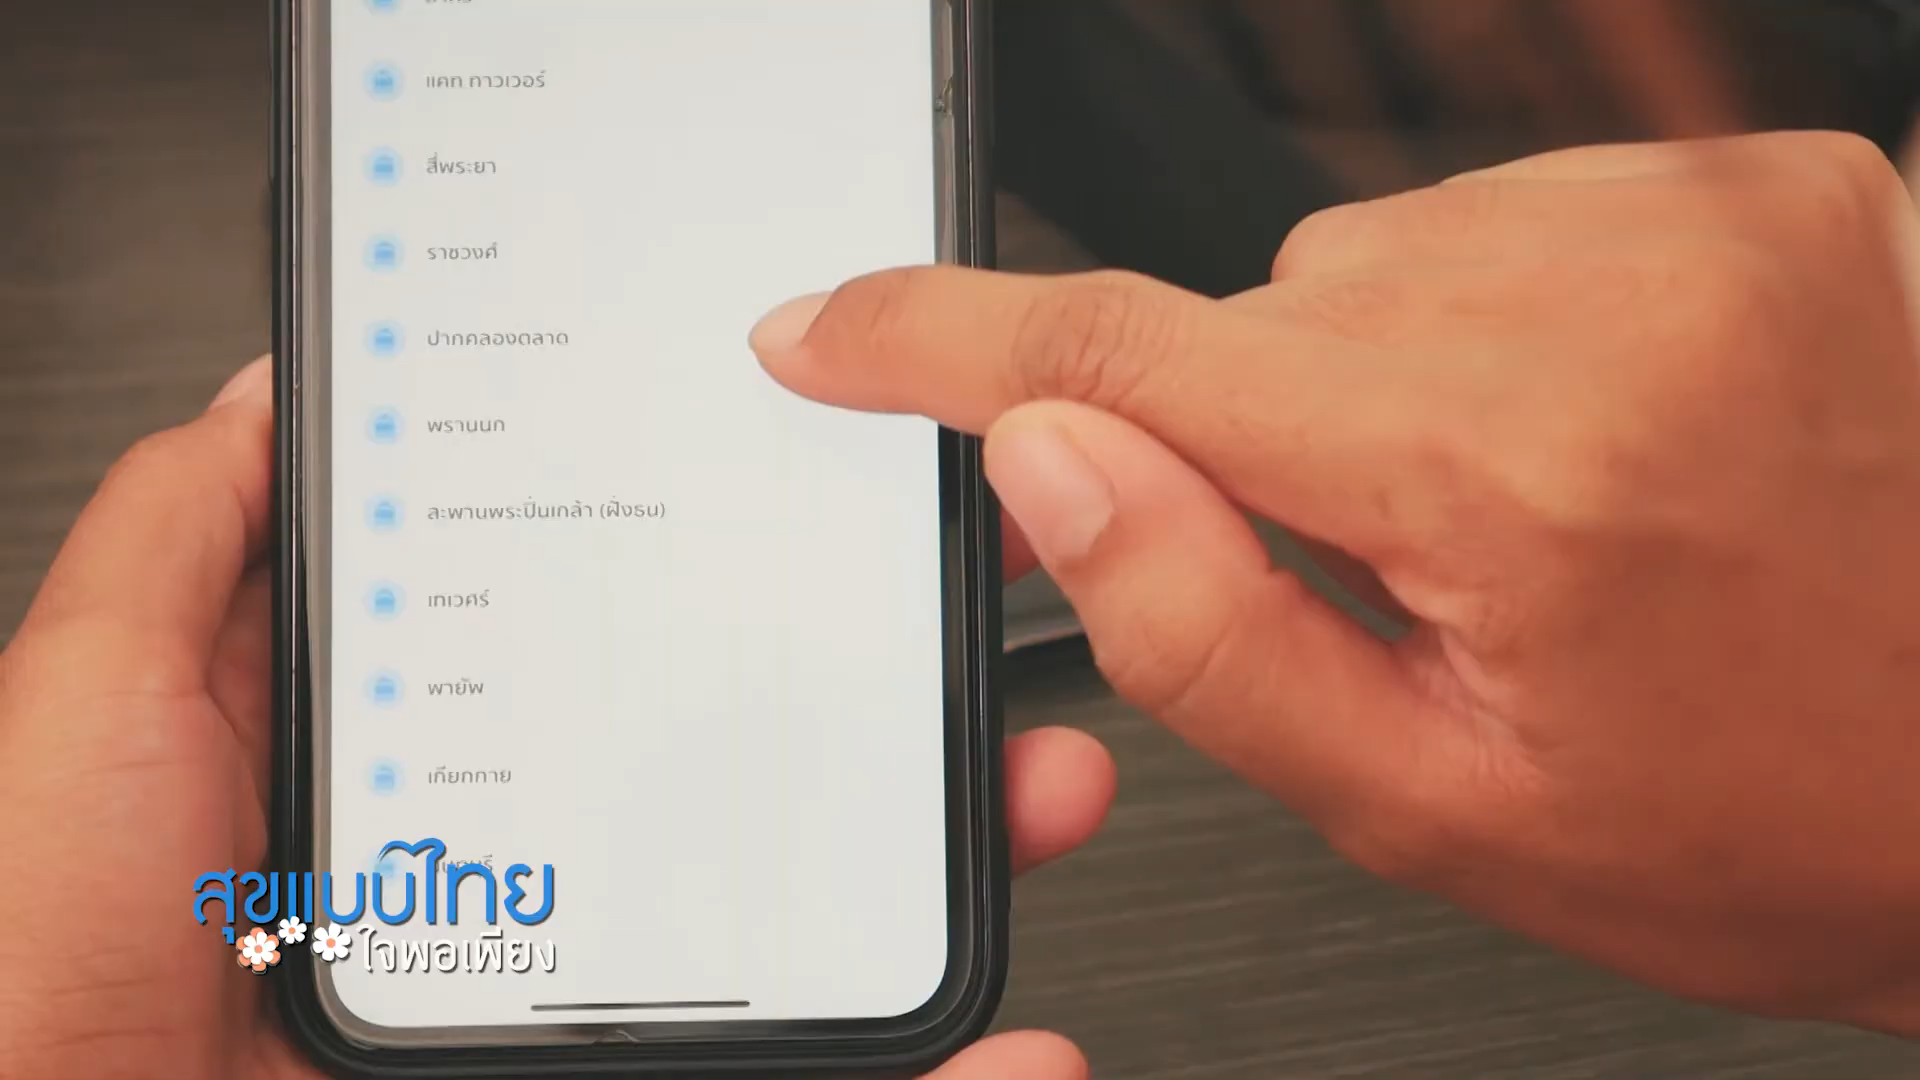 แคท ทาวเวอร์
สี่พระยา
ราชวงศ์
ปากคลองตลาด
พรานนก
สะพานพระปิ่นเกล้า (ฝั่งธน)
เทเวศร์
พายัพ
เกียกกาย
สุขแบบไทย
ใจพอเพียง